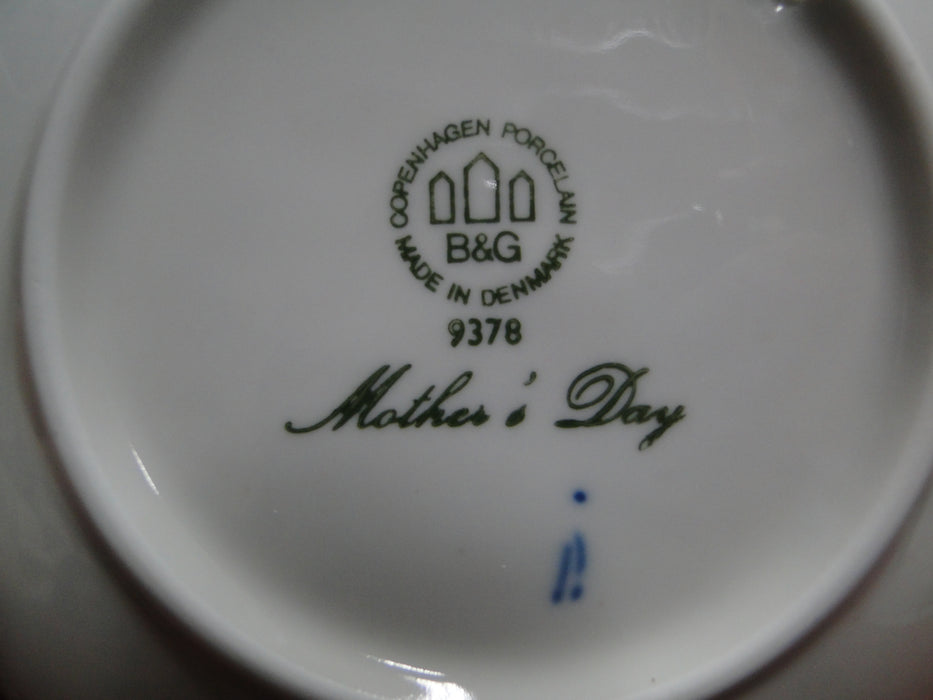 COPENHAGEN PORCELAIN
B&G
MADE IN DENMARK
9378
Mother's Day